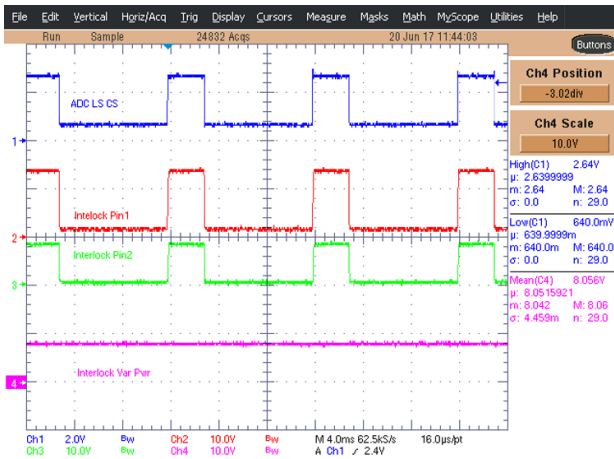 File Edit Vertical Horiz/Acq Trig Display Cursors Measure Masks Math MyScope Utilities Help
Run Sample 24832 Acqs 20 Jun 17 11:44:03
Buttons
Ch4 Position
-3.02div
Ch4 Scale
10.0V
ADC LS CS
1
Intelock Pin1
2
Interlock Pin2
3
Interlock Var Pwr
4
High(C1) 2.64V
µ: 2.6399999
m: 2.64 M: 2.64
σ: 0.0 n: 29.0
Low(C1) 640.0mV
µ: 639.9999m
m: 640.0m M: 640.0
σ: 0.0 n: 29.0
Mean(C4) 8.056V
µ: 8.0515921
m: 8.042 M: 8.06
σ: 4.459m n: 29.0
Ch1 2.0V Bw Ch2 10.0V Bw M 4.0ms 62.5kS/s 16.0µs/pt
Ch3 10.0V Bw Ch4 10.0V Bw A Ch1 / 2.4V